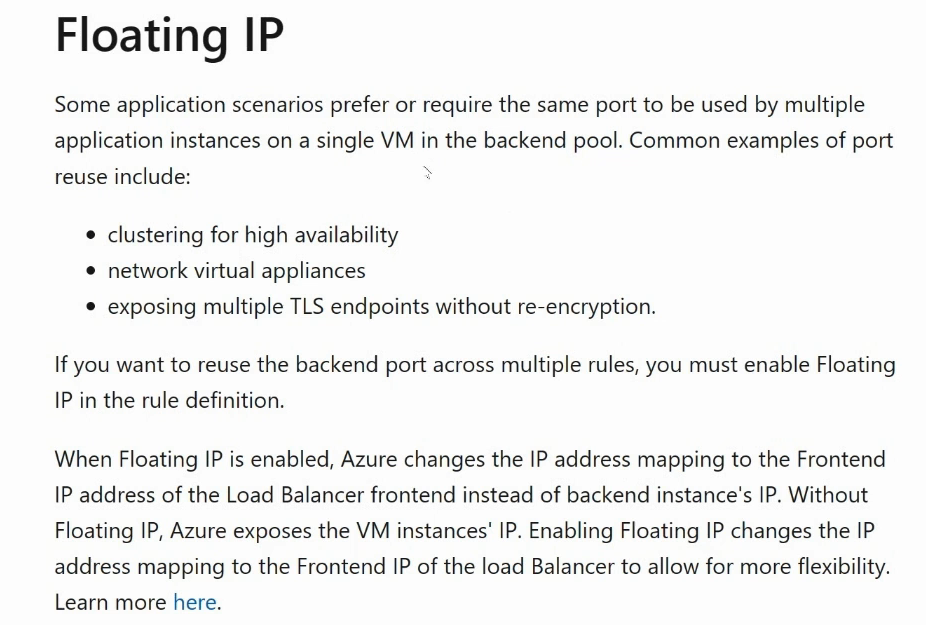 Floating IP
Some application scenarios prefer or require the same port to be used by multiple
application instances on a single VM in the backend pool. Common examples of port
reuse include:
• clustering for high availability
• network virtual appliances
• exposing multiple TLS endpoints without re-encryption.
If you want to reuse the backend port across multiple rules, you must enable Floating
IP in the rule definition.
When Floating IP is enabled, Azure changes the IP address mapping to the Frontend
IP address of the Load Balancer frontend instead of backend instance's IP. Without
Floating IP, Azure exposes the VM instances' IP. Enabling Floating IP changes the IP
address mapping to the Frontend IP of the load Balancer to allow for more flexibility.
Learn more here.